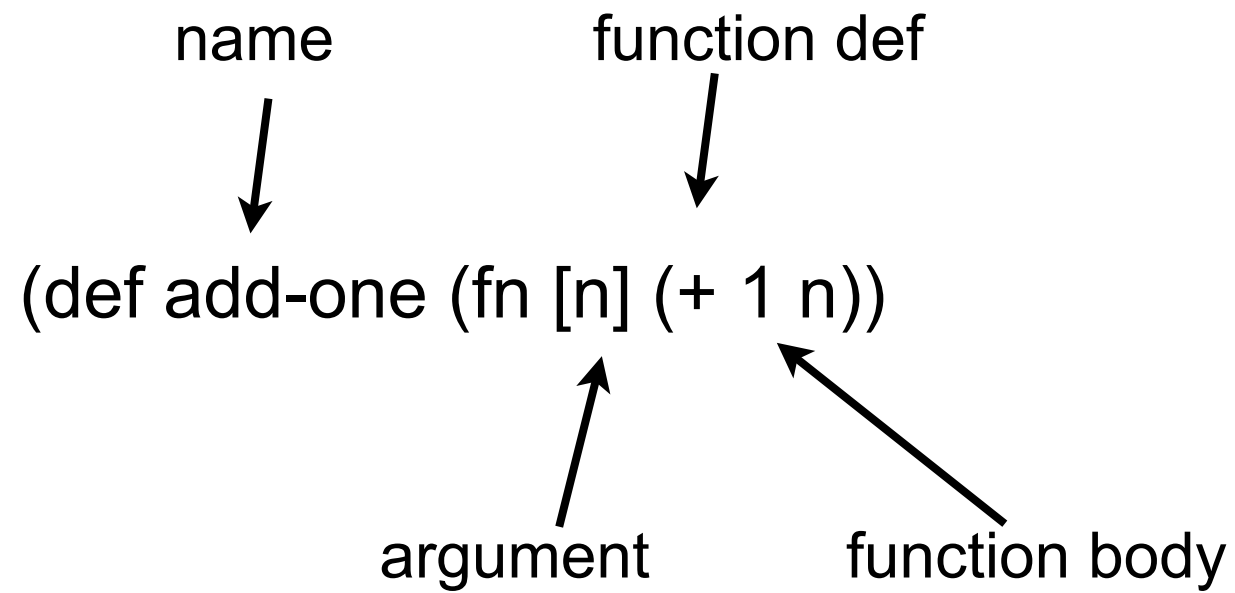 name
function def
(def add-one (fn [n] (+ 1 n))
argument
function body